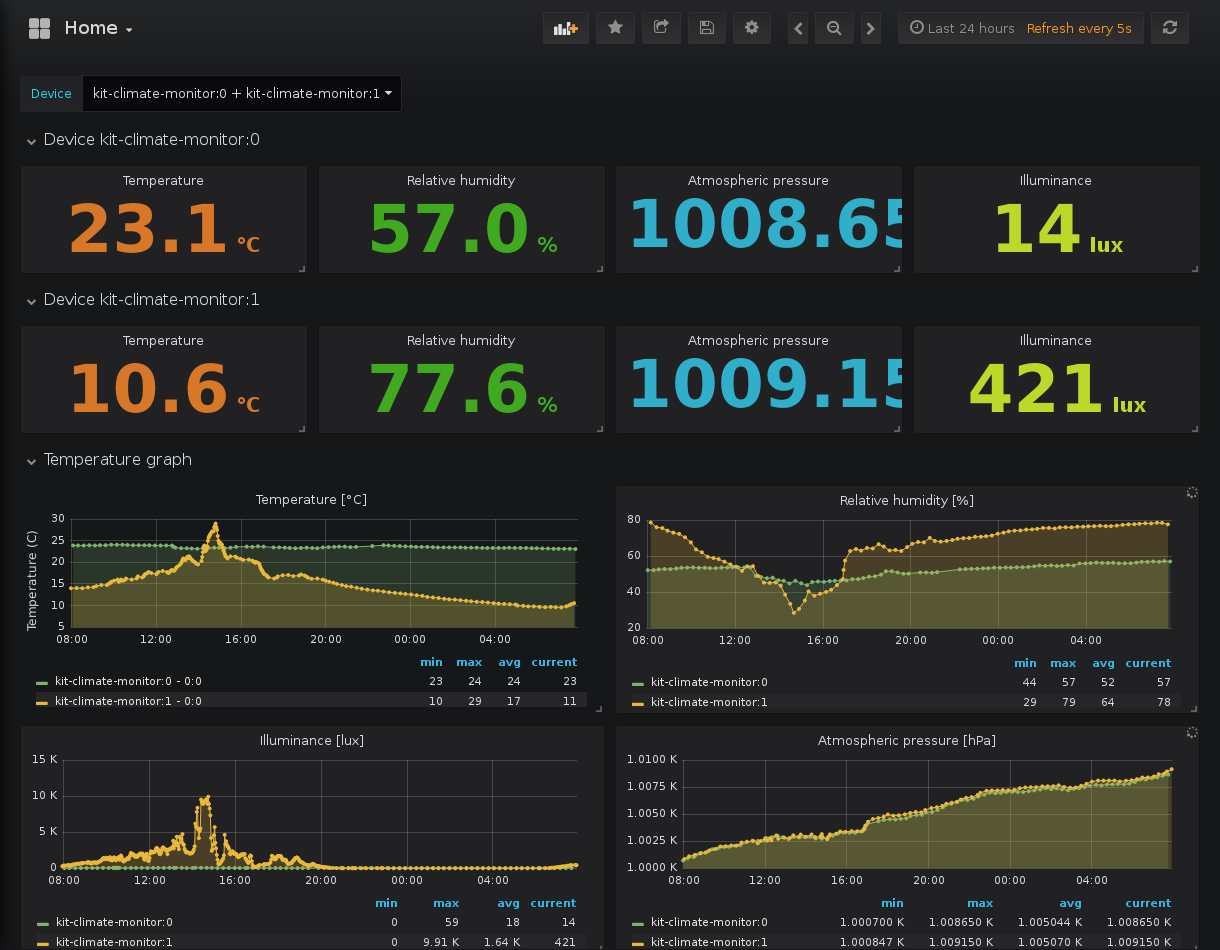 Home
Last 24 hours Refresh every 5s
Device kit-climate-monitor:0 + kit-climate-monitor:1
Device kit-climate-monitor:0
Temperature Relative humidity Atmospheric pressure Illuminance
23.1 °C 57.0 % 1008.65 14 lux
Device kit-climate-monitor:1
Temperature Relative humidity Atmospheric pressure Illuminance
10.6 °C 77.6 % 1009.15 421 lux
Temperature graph
Temperature [°C]
Temperature (C)
30
25
20
15
10
5
08:00 12:00 16:00 20:00 00:00 04:00
min max avg current
kit-climate-monitor:0 - 0:0 23 24 24 23
kit-climate-monitor:1 - 0:0 10 29 17 11
Relative humidity [%]
80
60
40
20
08:00 12:00 16:00 20:00 00:00 04:00
min max avg current
kit-climate-monitor:0 44 57 52 57
kit-climate-monitor:1 29 79 64 78
Illuminance [lux]
15 K
10 K
5 K
0
08:00 12:00 16:00 20:00 00:00 04:00
min max avg current
kit-climate-monitor:0 0 59 18 14
kit-climate-monitor:1 0 9.91 K 1.64 K 421
Atmospheric pressure [hPa]
1.0100 K
1.0075 K
1.0050 K
1.0025 K
1.0000 K
08:00 12:00 16:00 20:00 00:00 04:00
min max avg current
kit-climate-monitor:0 1.000700 K 1.008650 K 1.005044 K 1.008650 K
kit-climate-monitor:1 1.000847 K 1.009150 K 1.005070 K 1.009150 K